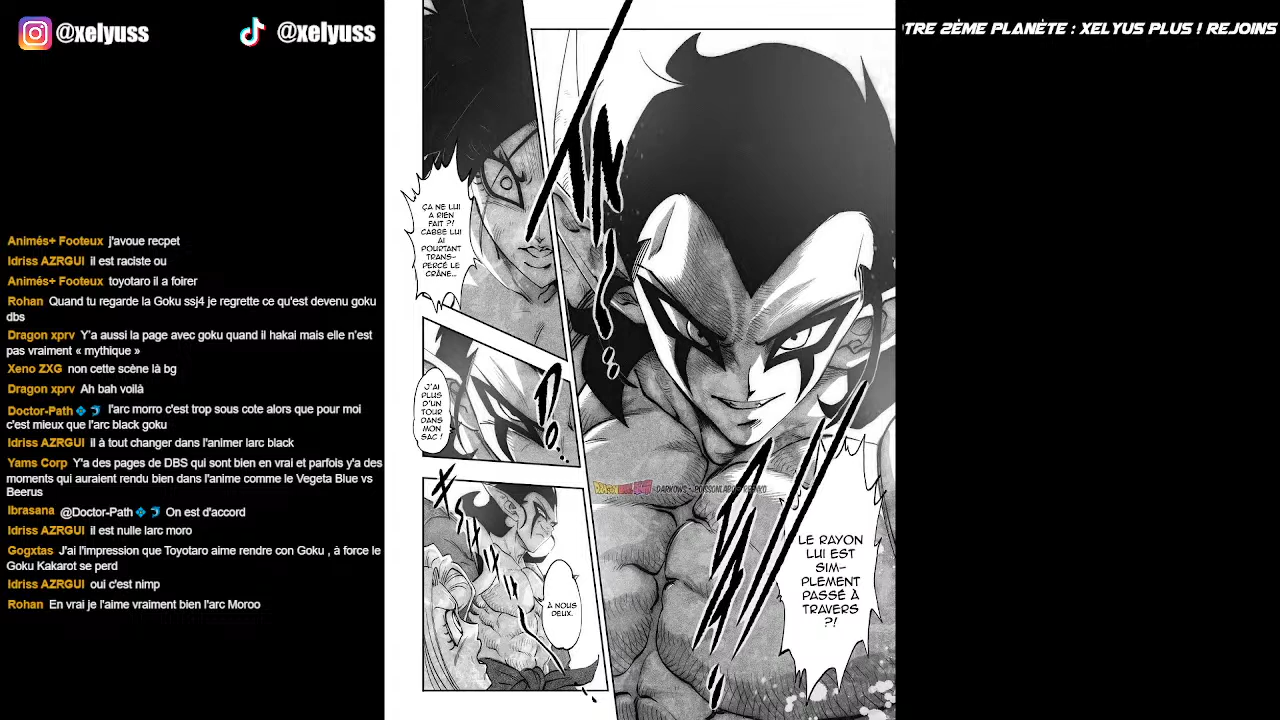 @xelyuss
@xelyuss
TRE 2ÈME PLANÈTE : XELYUS PLUS ! REJOINS
Animés+ Footeux j'avoue recpet
Idriss AZRGUI il est raciste ou
Animés+ Footeux toyotaro il a foirer
Rohan Quand tu regarde la Goku ssj4 je regrette ce qu'est devenu goku
dbs
Dragon xprv Y'a aussi la page avec goku quand il hakai mais elle n'est
pas vraiment « mythique »
Xeno ZXG non cette scène là bg
Dragon xprv Ah bah voilà
Doctor-Path l'arc morro c'est trop sous cote alors que pour moi
c'est mieux que l'arc black goku
Idriss AZRGUI il à tout changer dans l'animer larc black
Yams Corp Y'a des pages de DBS qui sont bien en vrai et parfois y'a des
moments qui auraient rendu bien dans l'anime comme le Vegeta Blue vs
Beerus
Ibrasana @Doctor-Path On est d'accord
Idriss AZRGUI il est nulle larc moro
Gogxtas J'ai l'impression que Toyotaro aime rendre con Goku , à force le
Goku Kakarot se perd
Idriss AZRGUI oui c'est nimp
Rohan En vrai je l'aime vraiment bien l'arc Moroo
ÇA NE LUI
A RIEN
FAIT ?!
CABBE LUI
AI
POURTANT
TRANS-
PERCÉ LE
CRÂNE...
J'AI
PLUS
D'UN
TOUR
DANS
MON
SAC !
À NOUS
DEUX.
LE RAYON
LUI EST
SIM-
PLEMENT
PASSÉ À
TRAVERS
?!